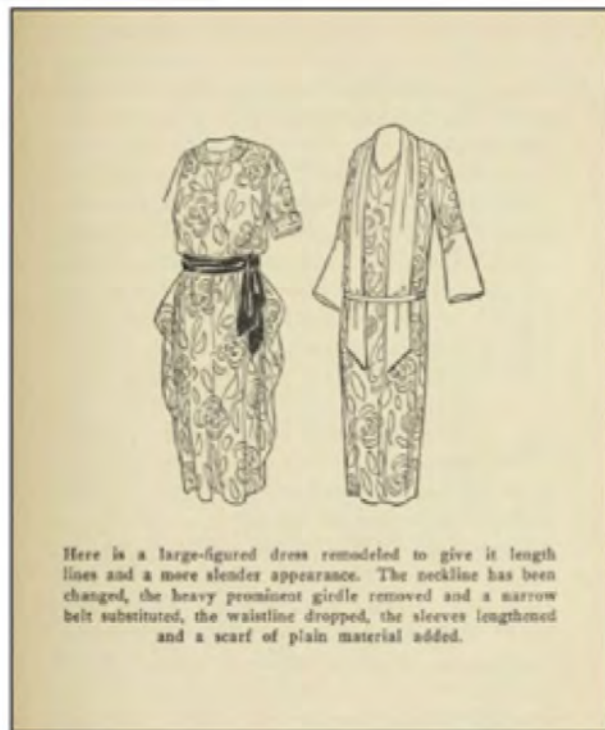 Here is a large-figured dress remodeled to give it length
lines and a more slender appearance. The neckline has been
changed, the heavy prominent girdle removed and a narrow
belt substituted, the waistline dropped, the sleeves lengthened
and a scarf of plain material added.